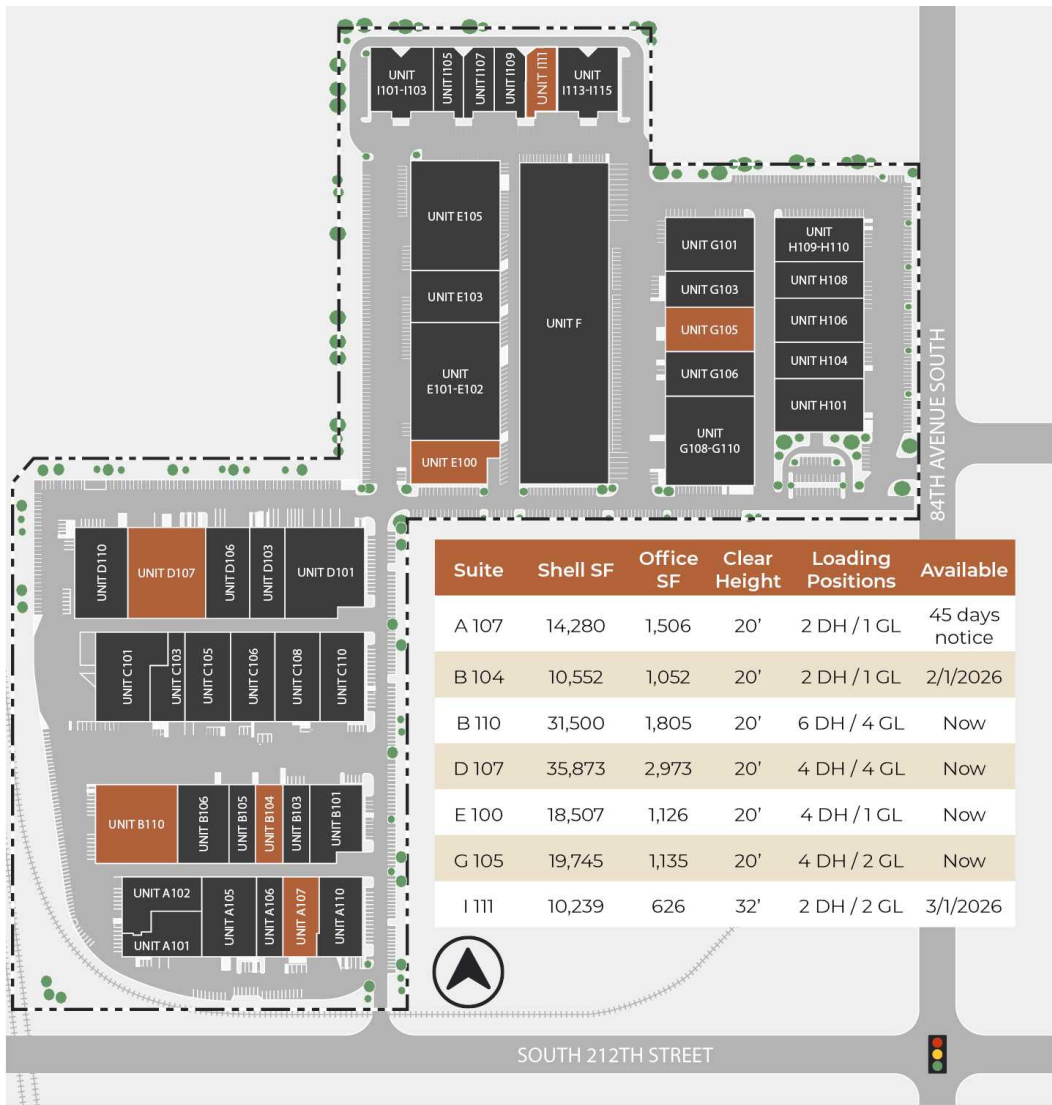 UNIT
I101-I103
UNIT I105
UNIT I107
UNIT I109
UNIT I111
UNIT
I113-I115
UNIT E105
UNIT E103
UNIT
E101-E102
UNIT E100
UNIT F
UNIT G101
UNIT G103
UNIT G105
UNIT G106
UNIT
G108-G110
UNIT
H109-H110
UNIT H108
UNIT H106
UNIT H104
UNIT H101
84TH AVENUE SOUTH
UNIT D110
UNIT D107
UNIT D106
UNIT D103
UNIT D101
UNIT C101
UNIT C103
UNIT C105
UNIT C106
UNIT C108
UNIT C110
UNIT B110
UNIT B106
UNIT B105
UNIT B104
UNIT B103
UNIT B101
UNIT A102
UNIT A101
UNIT A105
UNIT A106
UNIT A107
UNIT A110
Suite Shell SF Office SF Clear Height Loading Positions Available
A 107 14,280 1,506 20' 2 DH / 1 GL 45 days notice
B 104 10,552 1,052 20' 2 DH / 1 GL 2/1/2026
B 110 31,500 1,805 20' 6 DH / 4 GL Now
D 107 35,873 2,973 20' 4 DH / 4 GL Now
E 100 18,507 1,126 20' 4 DH / 1 GL Now
G 105 19,745 1,135 20' 4 DH / 2 GL Now
I 111 10,239 626 32' 2 DH / 2 GL 3/1/2026
SOUTH 212TH STREET